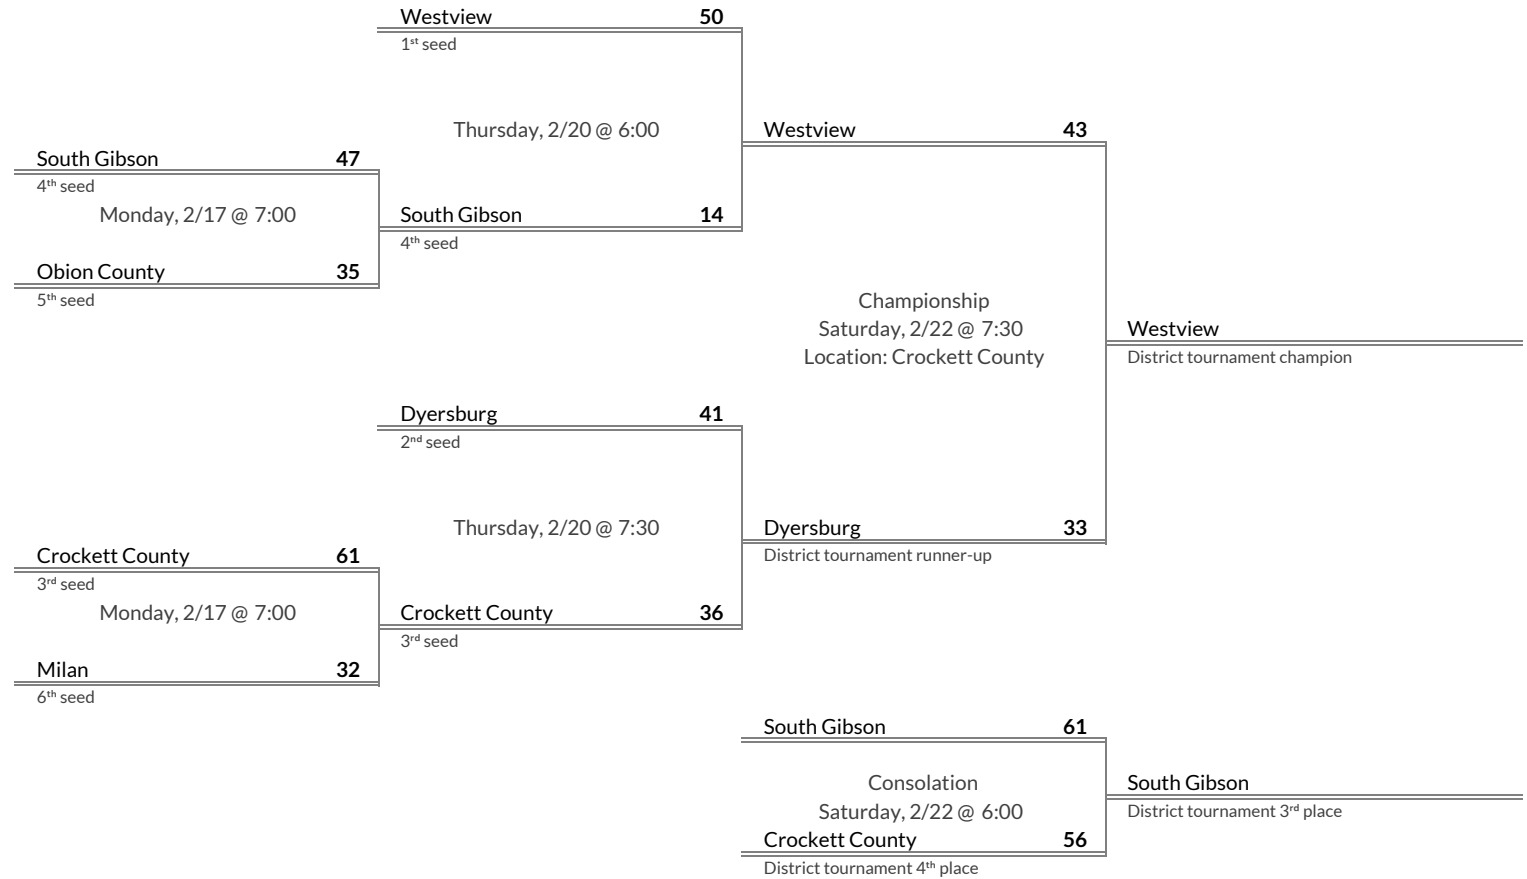 Westview 50
1st seed
Thursday, 2/20 @ 6:00
Westview 43
South Gibson 47
4th seed
Monday, 2/17 @ 7:00
South Gibson 14
4th seed
Obion County 35
5th seed
Championship
Saturday, 2/22 @ 7:30
Location: Crockett County
Westview
District tournament champion
Dyersburg 41
2nd seed
Thursday, 2/20 @ 7:30
Dyersburg 33
District tournament runner-up
Crockett County 61
3rd seed
Monday, 2/17 @ 7:00
Crockett County 36
3rd seed
Milan 32
6th seed
South Gibson 61
Consolation
Saturday, 2/22 @ 6:00
South Gibson
District tournament 3rd place
Crockett County 56
District tournament 4th place